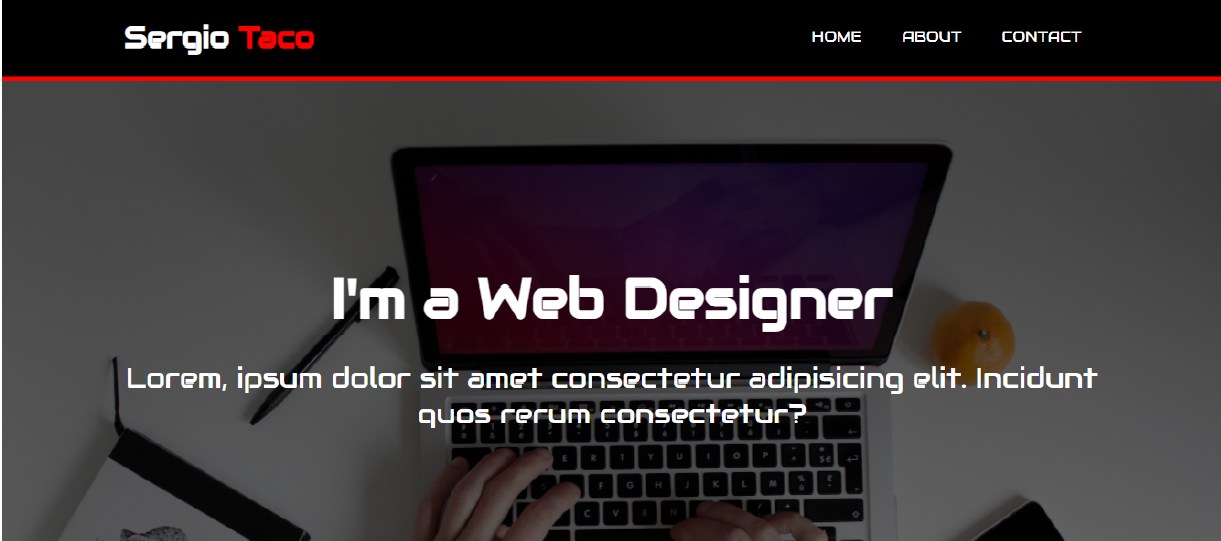 Sergio Taco
HOME ABOUT CONTACT
I'm a Web Designer
Lorem, ipsum dolor sit amet consectetur adipisicing elit. Incidunt
quos rerum consectetur?
E R T Y U I O P
F G H J K L M
C V B N